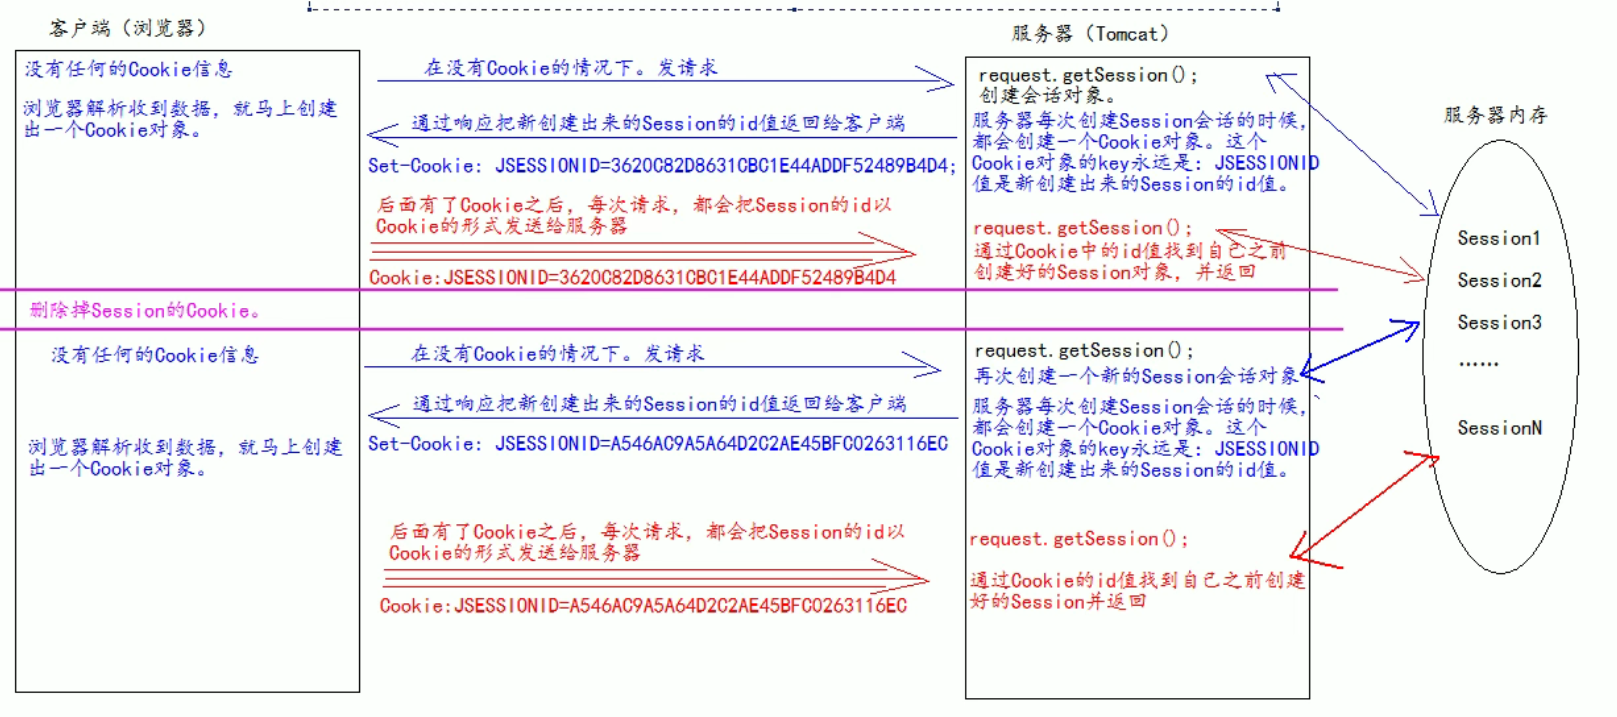 客户端（浏览器）
服务器（Tomcat）
没有任何的Cookie信息
浏览器解析收到数据，就马上创建
出一个Cookie对象。
在没有Cookie的情况下。发请求
request.getSession();
创建会话对象。
服务器内存
通过响应把新创建出来的Session的id值返回给客户端
Set-Cookie: JSESSIONID=3620C82D8631CBC1E44ADDF52489B4D4;
服务器每次创建Session会话的时候，
都会创建一个Cookie对象。这个
Cookie对象的key永远是：JSESSIONID
值是新创建出来的Session的id值。
后面有了Cookie之后，每次请求，都会把Session的id以
Cookie的形式发送给服务器
Cookie:JSESSIONID=3620C82D8631CBC1E44ADDF52489B4D4
request.getSession();
通过Cookie中的id值找到自己之前
创建好的Session对象，并返回
Session1
Session2
Session3
……
SessionN
删除掉Session的Cookie。
没有任何的Cookie信息
在没有Cookie的情况下。发请求
request.getSession();
再次创建一个新的Session会话对象
通过响应把新创建出来的Session的id值返回给客户端
Set-Cookie: JSESSIONID=A546AC9A5A64D2C2AE45BFC0263116EC
服务器每次创建Session会话的时候，
都会创建一个Cookie对象。这个
Cookie对象的key永远是：JSESSIONID
值是新创建出来的Session的id值。
浏览器解析收到数据，就马上创建
出一个Cookie对象。
后面有了Cookie之后，每次请求，都会把Session的id以
Cookie的形式发送给服务器
Cookie:JSESSIONID=A546AC9A5A64D2C2AE45BFC0263116EC
request.getSession();
通过Cookie的id值找到自己之前创建
好的Session并返回